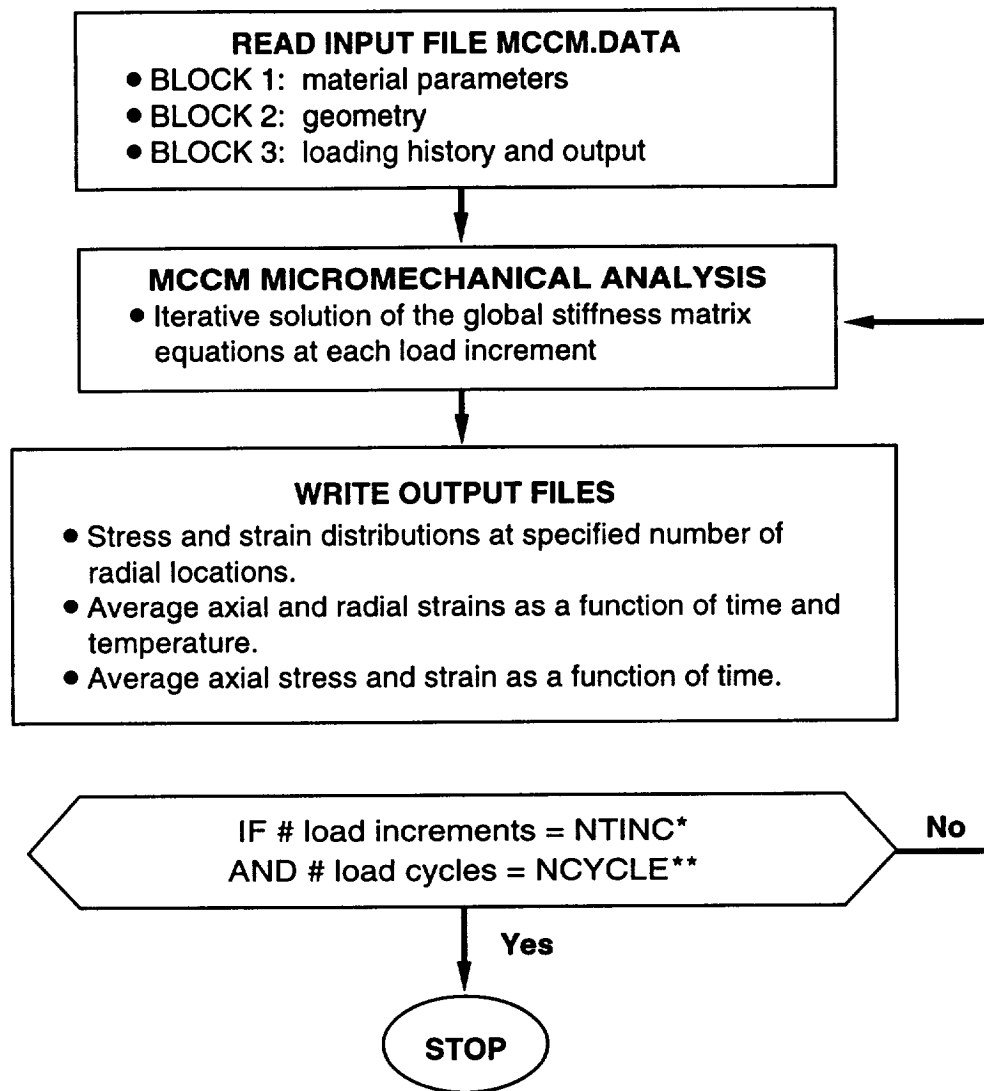 READ INPUT FILE MCCM.DATA
● BLOCK 1: material parameters
● BLOCK 2: geometry
● BLOCK 3: loading history and output
MCCM MICROMECHANICAL ANALYSIS
● Iterative solution of the global stiffness matrix
equations at each load increment
WRITE OUTPUT FILES
● Stress and strain distributions at specified number of
radial locations.
● Average axial and radial strains as a function of time and
temperature.
● Average axial stress and strain as a function of time.
IF # load increments = NTINC*
AND # load cycles = NCYCLE**
No
Yes
STOP